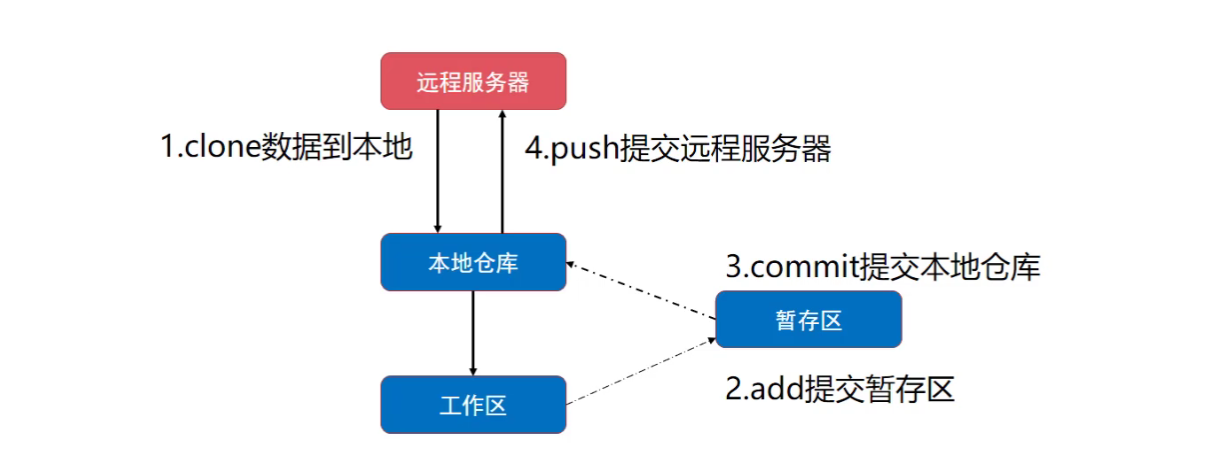 远程服务器
1.clone数据到本地
4.push提交远程服务器
本地仓库
3.commit提交本地仓库
暂存区
2.add提交暂存区
工作区